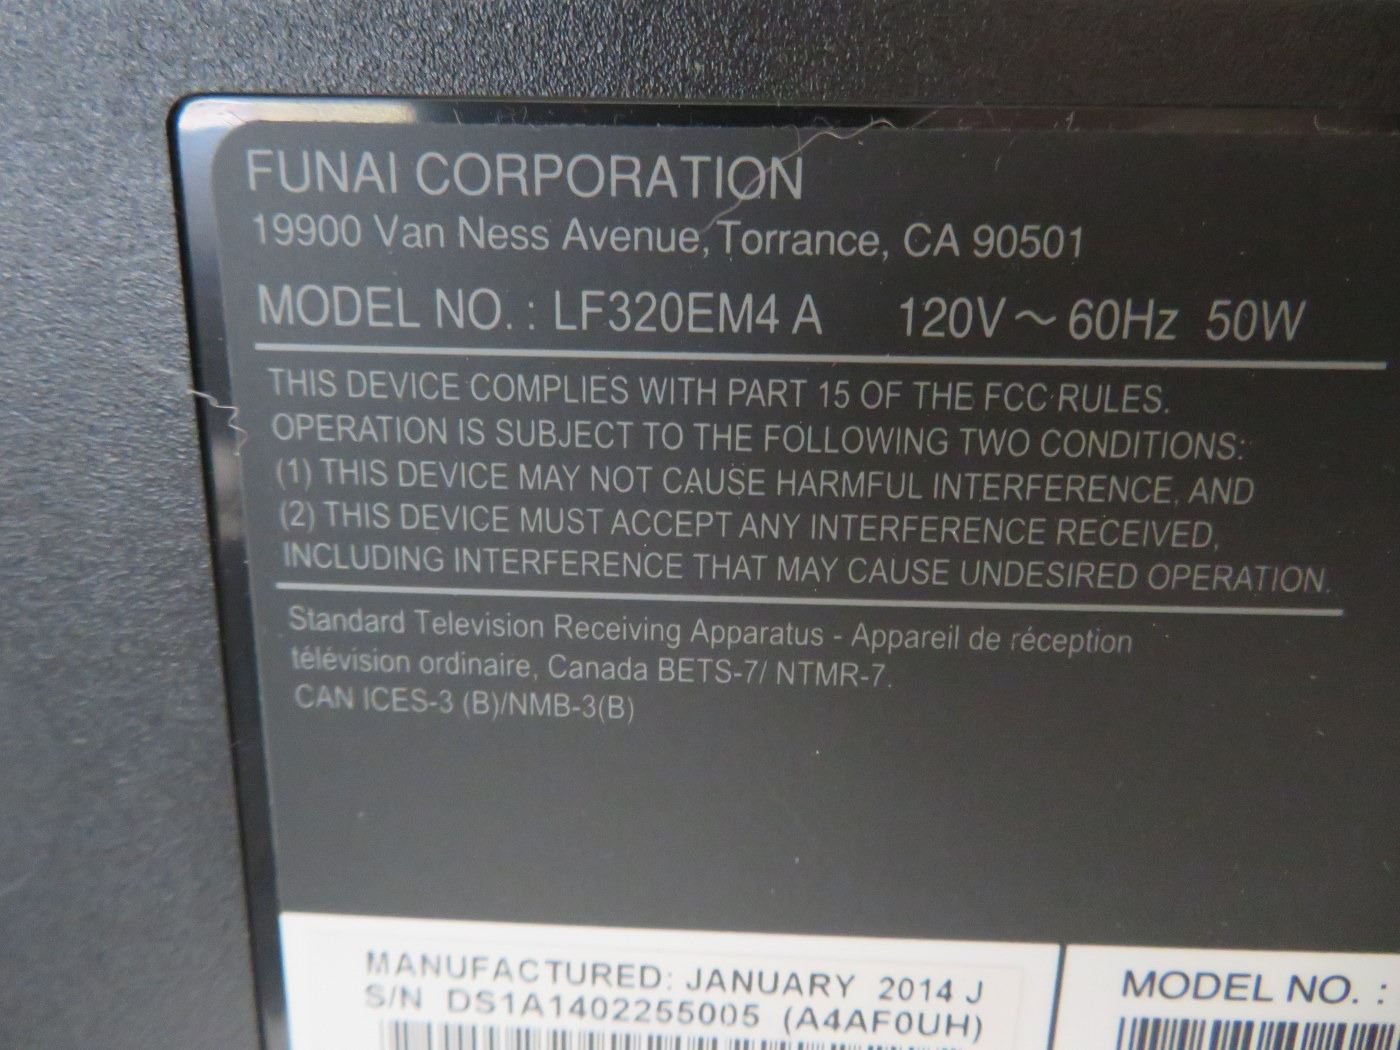 FUNAI CORPORATION
19900 Van Ness Avenue, Torrance, CA 90501
MODEL NO. : LF320EM4 A 120V ~ 60Hz 50W
THIS DEVICE COMPLIES WITH PART 15 OF THE FCC RULES.
OPERATION IS SUBJECT TO THE FOLLOWING TWO CONDITIONS:
(1) THIS DEVICE MAY NOT CAUSE HARMFUL INTERFERENCE, AND
(2) THIS DEVICE MUST ACCEPT ANY INTERFERENCE RECEIVED,
INCLUDING INTERFERENCE THAT MAY CAUSE UNDESIRED OPERATION.
Standard Television Receiving Apparatus - Appareil de réception
télévision ordinaire, Canada BETS-7/ NTMR-7.
CAN ICES-3 (B)/NMB-3(B)
MANUFACTURED: JANUARY 2014 J
S/N DS1A1402255005 (A4AF0UH)
MODEL NO. :